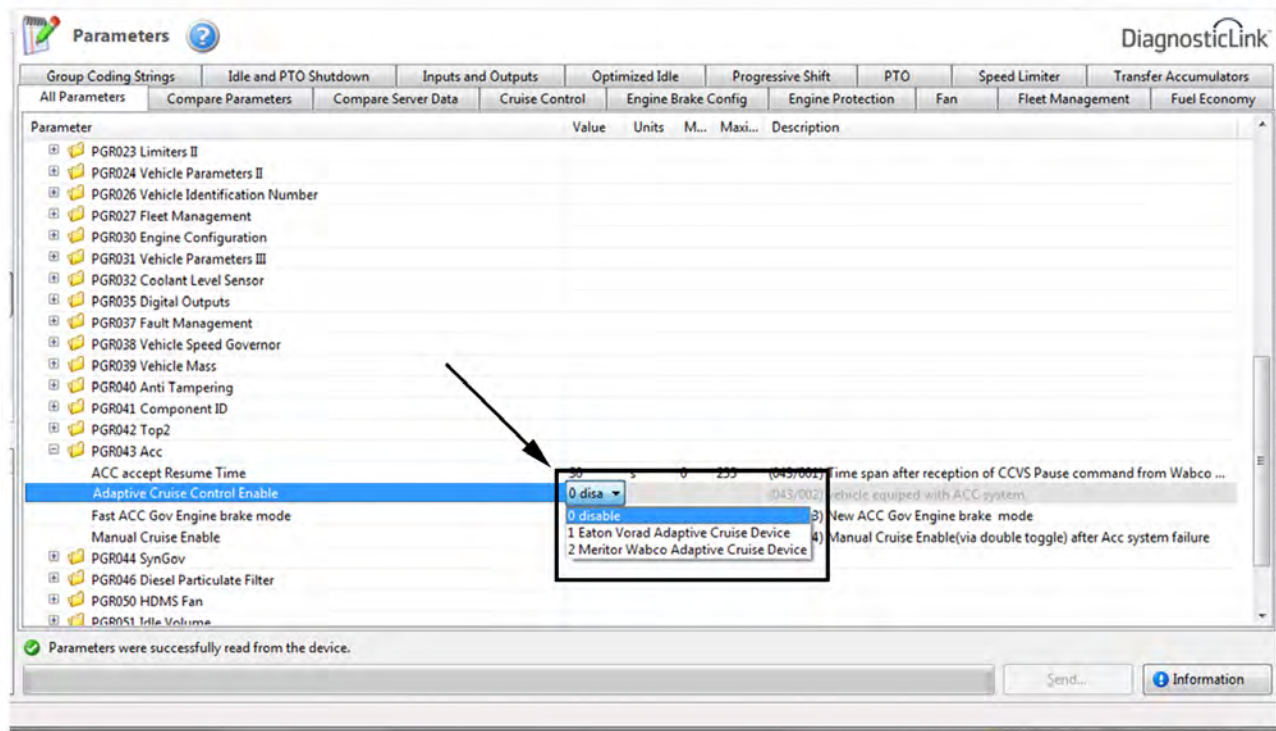 Parameters
DiagnosticLink
Group Coding Strings Idle and PTO Shutdown Inputs and Outputs Optimized Idle Progressive Shift PTO Speed Limiter Transfer Accumulators
All Parameters Compare Parameters Compare Server Data Cruise Control Engine Brake Config Engine Protection Fan Fleet Management Fuel Economy
Parameter Value Units M... Maxi... Description
PGR023 Limiters II
PGR024 Vehicle Parameters II
PGR026 Vehicle Identification Number
PGR027 Fleet Management
PGR030 Engine Configuration
PGR031 Vehicle Parameters III
PGR032 Coolant Level Sensor
PGR035 Digital Outputs
PGR037 Fault Management
PGR038 Vehicle Speed Governor
PGR039 Vehicle Mass
PGR040 Anti Tampering
PGR041 Component ID
PGR042 Top2
PGR043 Acc
ACC accept Resume Time s 0 255 (043/001) Time span after reception of CCVS Pause command from Wabco ...
Adaptive Cruise Control Enable 0 disa (043/002) vehicle equiped with ACC system
Fast ACC Gov Engine brake mode 0 disable 3) New ACC Gov Engine brake mode
1 Eaton Vorad Adaptive Cruise Device
Manual Cruise Enable 4) Manual Cruise Enable(via double toggle) after Acc system failure
2 Meritor Wabco Adaptive Cruise Device
PGR044 SynGov
PGR046 Diesel Particulate Filter
PGR050 HDMS Fan
PGR051 Idle Volume
Parameters were successfully read from the device.
Send... Information